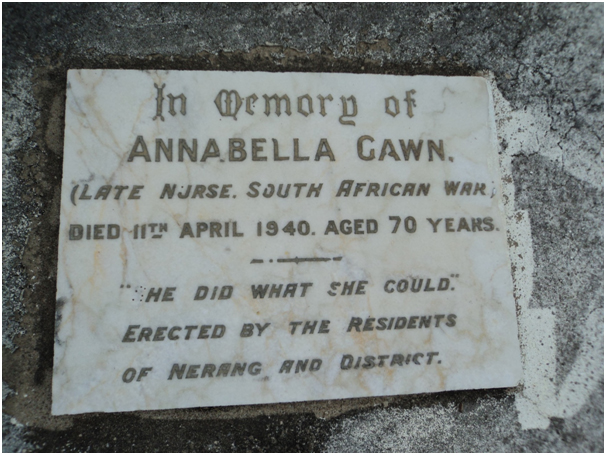 In Memory of
ANNABELLA GAWN.
(LATE NURSE. SOUTH AFRICAN WAR)
DIED 11TH APRIL 1940. AGED 70 YEARS.
"SHE DID WHAT SHE COULD."
ERECTED BY THE RESIDENTS
OF NERANG AND DISTRICT.